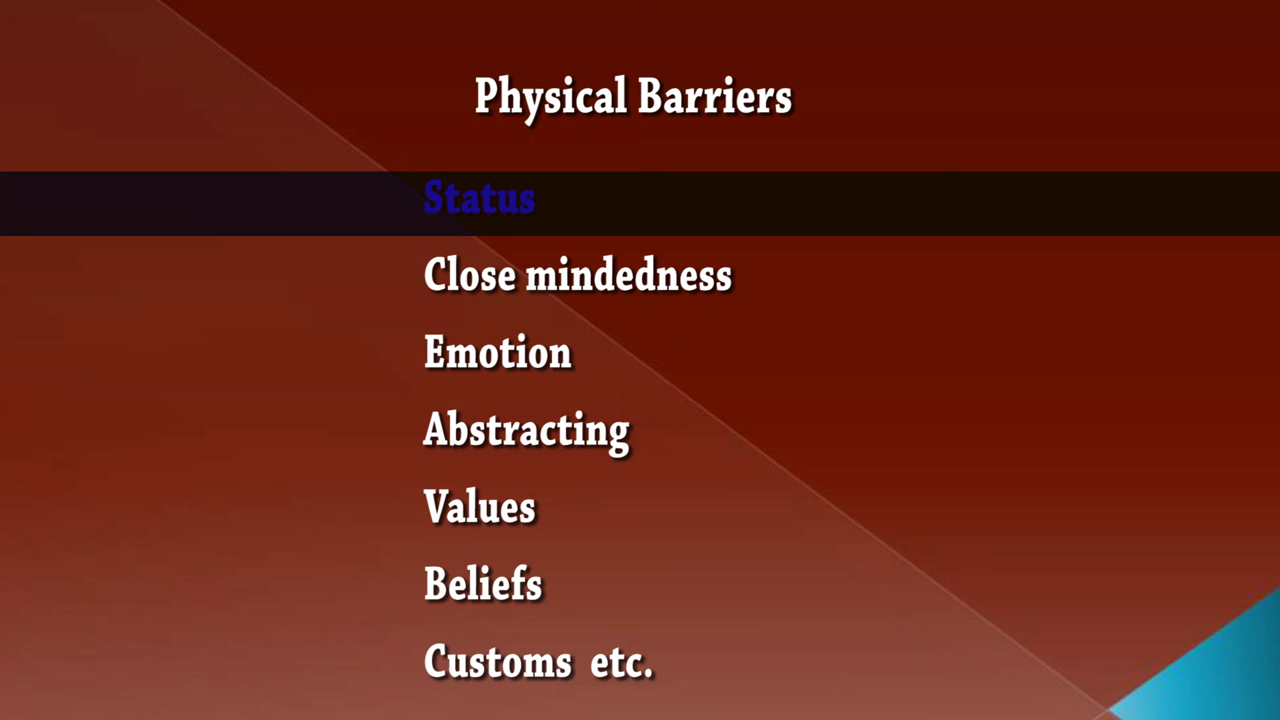 Physical Barriers
Status
Close mindedness
Emotion
Abstracting
Values
Beliefs
Customs etc.